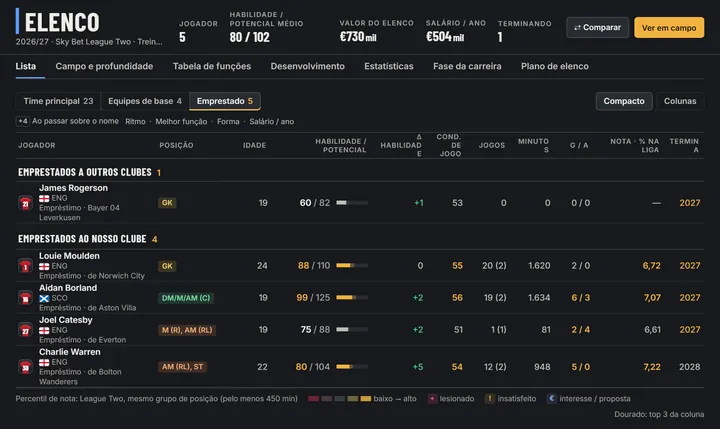 ELENCO
2026/27 · Sky Bet League Two · Trein...
JOGADOR
5
HABILIDADE /
POTENCIAL MÉDIO
80 / 102
VALOR DO ELENCO
€730 mil
SALÁRIO / ANO
€504 mil
TERMINANDO
1
Comparar
Ver em campo
Lista Campo e profundidade Tabela de funções Desenvolvimento Estatísticas Fase da carreira Plano de elenco
Time principal 23 Equipes de base 4 Emprestado 5
Compacto Colunas
+4 Ao passar sobre o nome Ritmo · Melhor função · Forma · Salário / ano
JOGADOR POSIÇÃO IDADE HABILIDADE / POTENCIAL Δ HABILIDADE COND. DE JOGO JOGOS MINUTOS G / A NOTA · % NA LIGA TERMINA
EMPRESTADOS A OUTROS CLUBES 1
21
James Rogerson
ENG
Empréstimo · Bayer 04
Leverkusen
GK 19 60 / 82 +1 53 0 0 0 / 0 — 2027
EMPRESTADOS AO NOSSO CLUBE 4
Louie Moulden
ENG
Empréstimo · de Norwich City
GK 24 88 / 110 0 55 20 (2) 1.620 2 / 0 6,72 2027
Aidan Borland
SCO
Empréstimo · de Aston Villa
DM/M/AM (C) 19 99 / 125 +2 56 19 (2) 1.634 6 / 3 7,07 2027
27
Joel Catesby
ENG
Empréstimo · de Everton
M (R), AM (RL) 19 75 / 88 +2 51 1 (1) 81 2 / 4 6,61 2027
30
Charlie Warren
ENG
Empréstimo · de Bolton
Wanderers
AM (RL), ST 22 80 / 104 +5 54 12 (2) 948 5 / 0 7,22 2028
Percentil de nota: League Two, mesmo grupo de posição (pelo menos 450 min) baixo → alto + lesionado ! insatisfeito € interesse / proposta
Dourado: top 3 da coluna